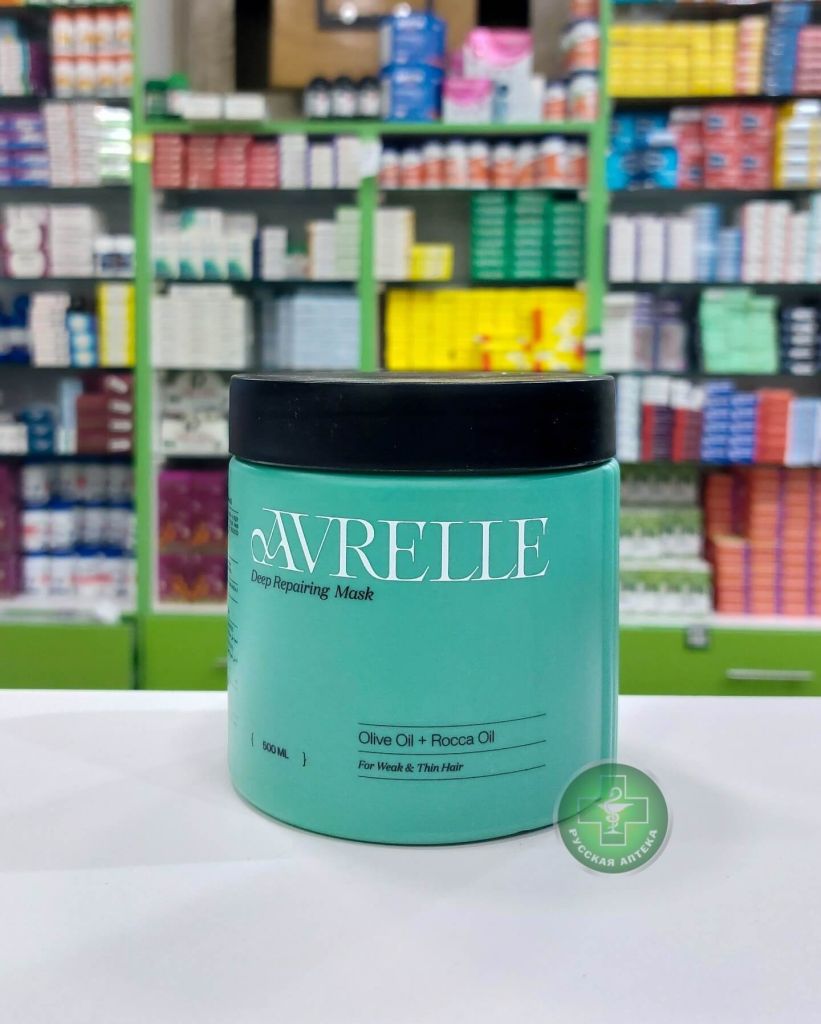 AVRELLE
Deep Repairing Mask
Olive Oil + Rocca Oil
{ 500 ML }
For Weak & Thin Hair
РУССКАЯ АПТЕКА